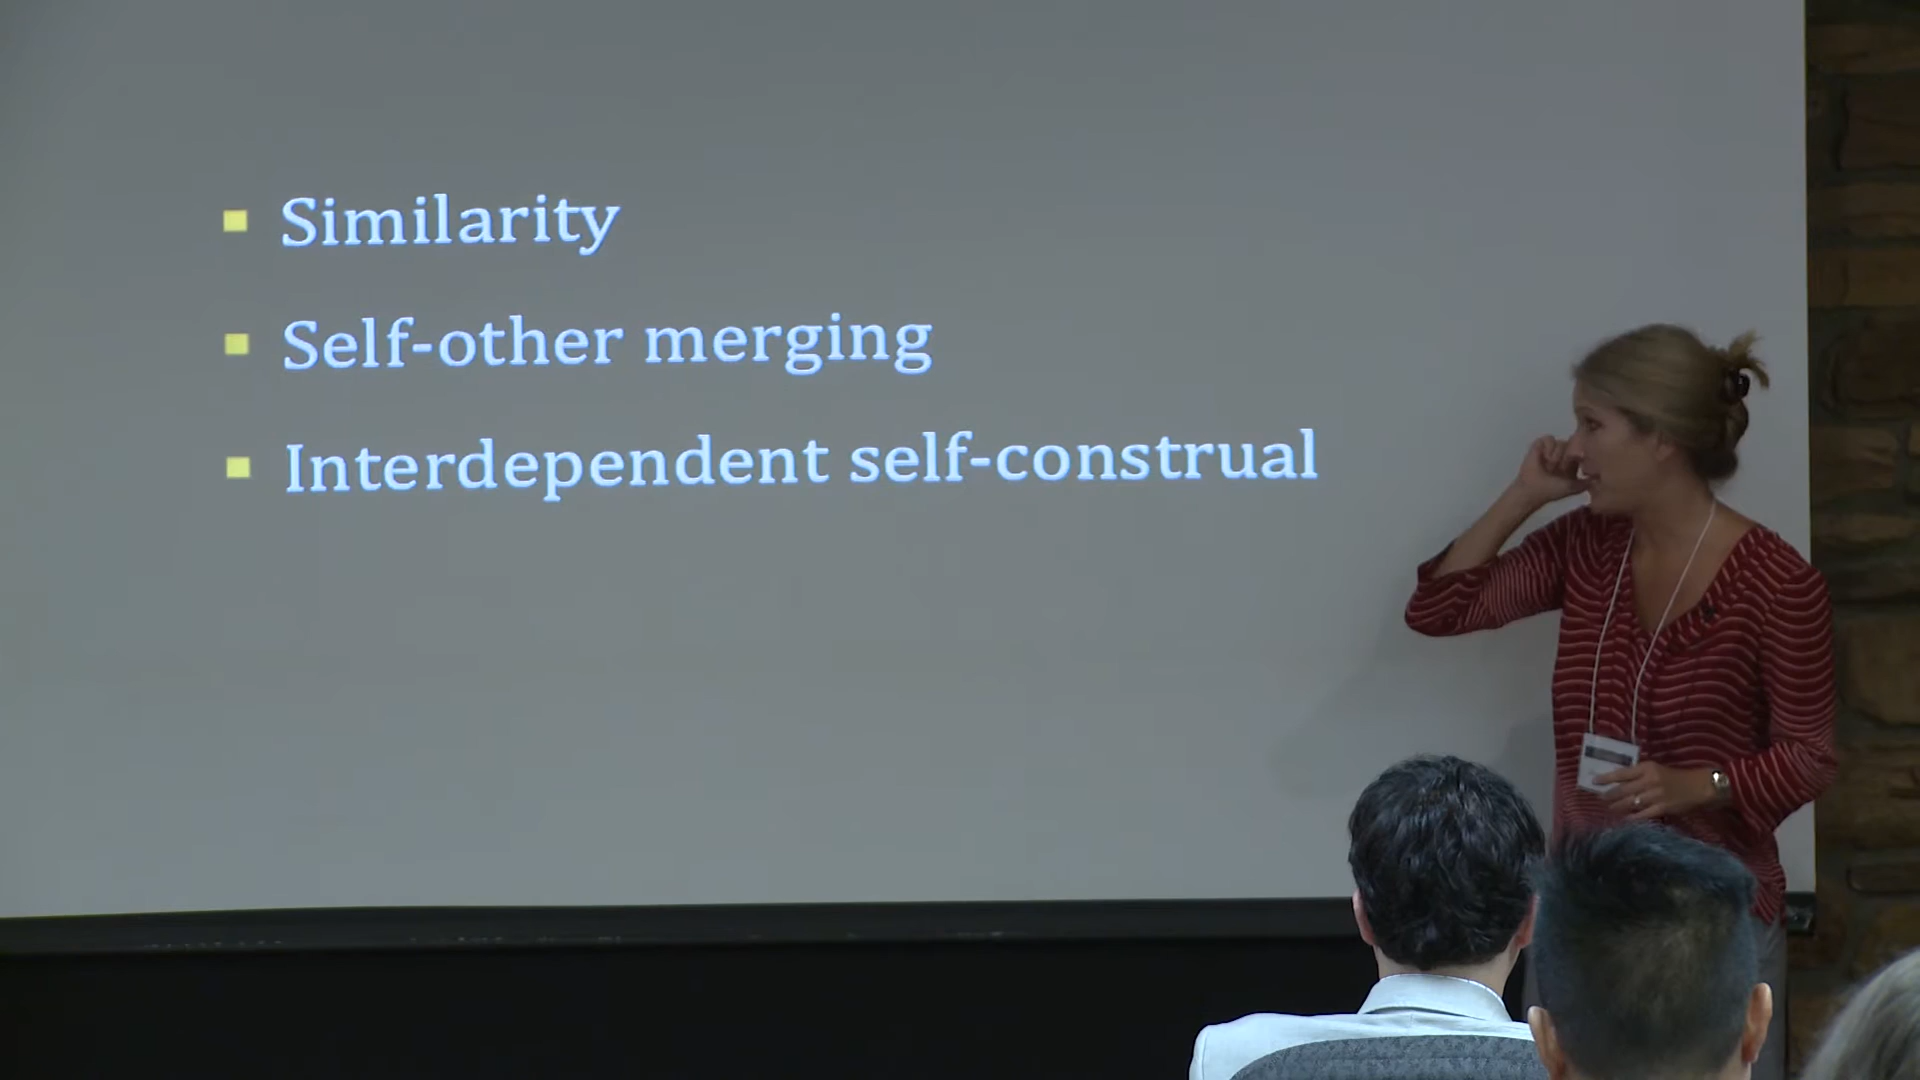 Similarity
Self-other merging
Interdependent self-construal